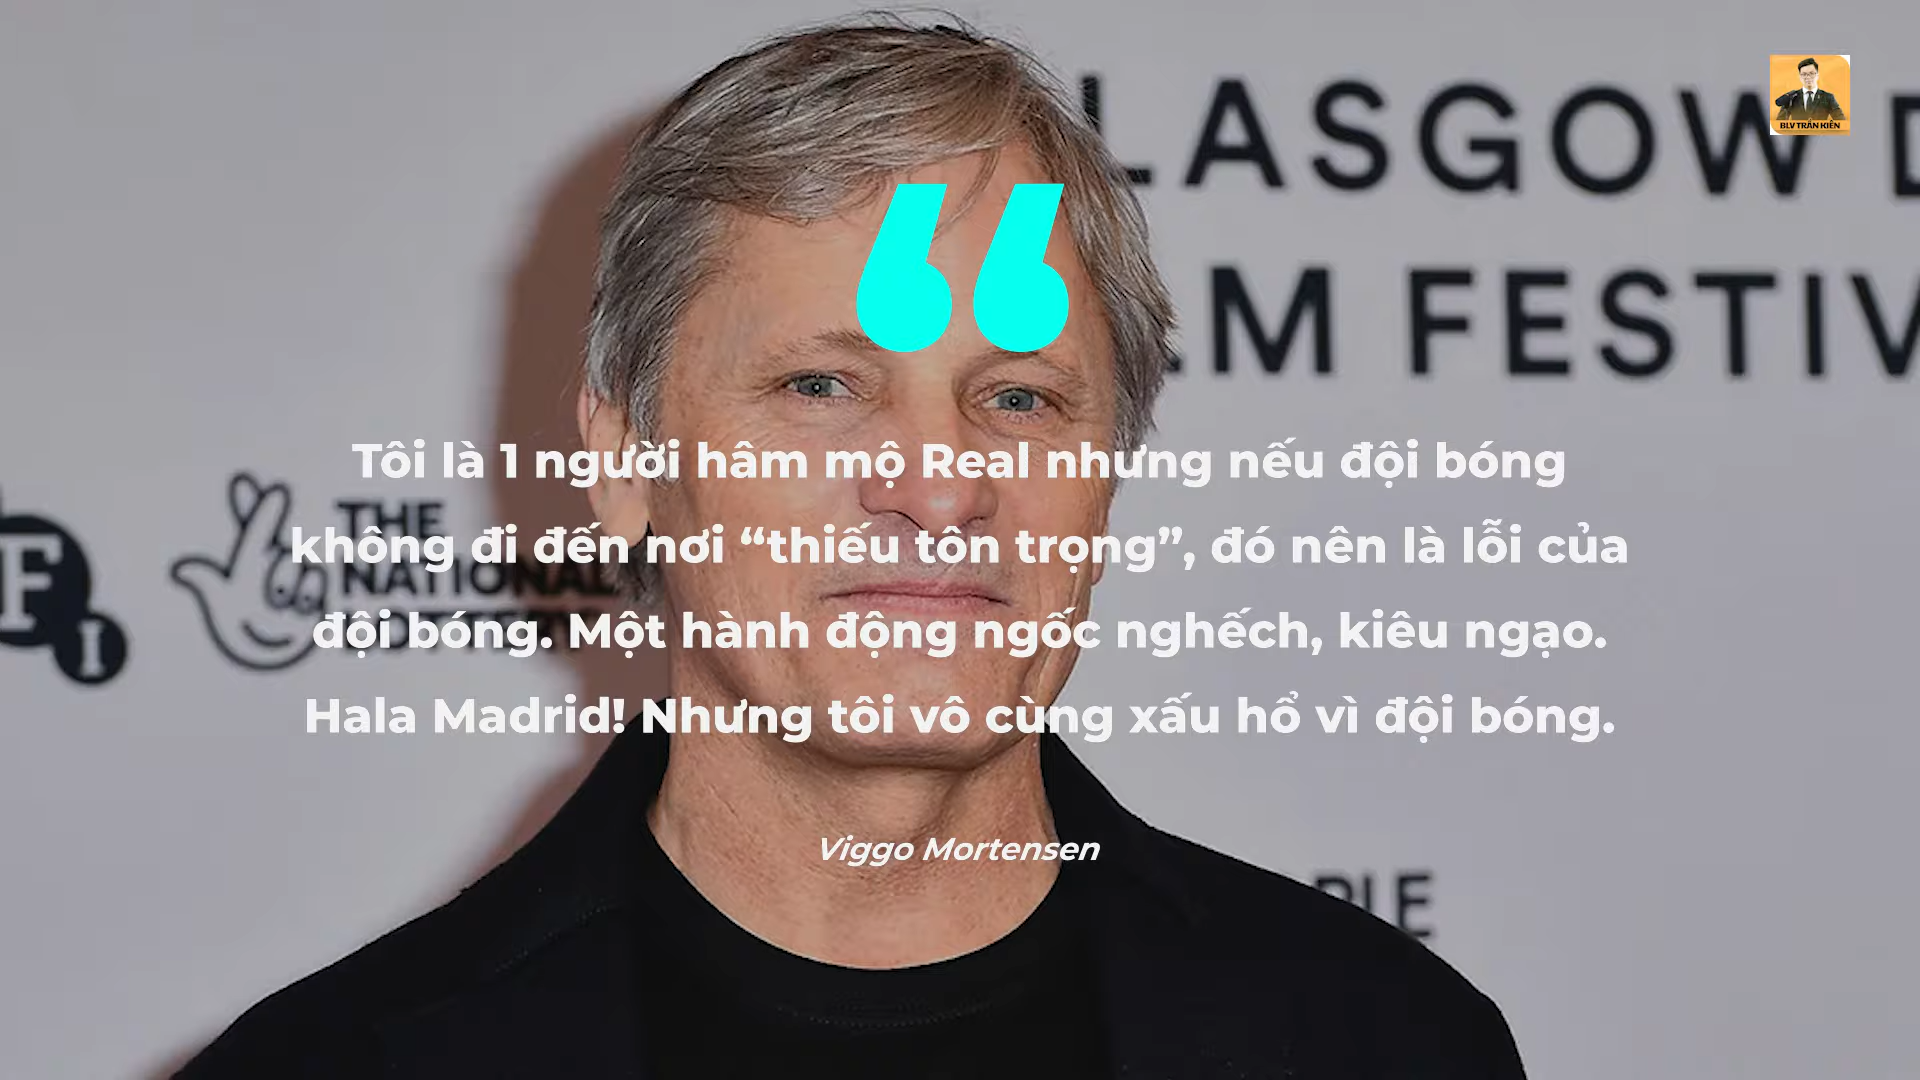 LASGOW
BLV TRẦN KIÊN
M FESTIV
Tôi là 1 người hâm mộ Real nhưng nếu đội bóng
không đi đến nơi “thiếu tôn trọng”, đó nên là lỗi của
đội bóng. Một hành động ngốc nghếch, kiêu ngạo.
Hala Madrid! Nhưng tôi vô cùng xấu hổ vì đội bóng.
F
I
THE
NATIONAL
Viggo Mortensen